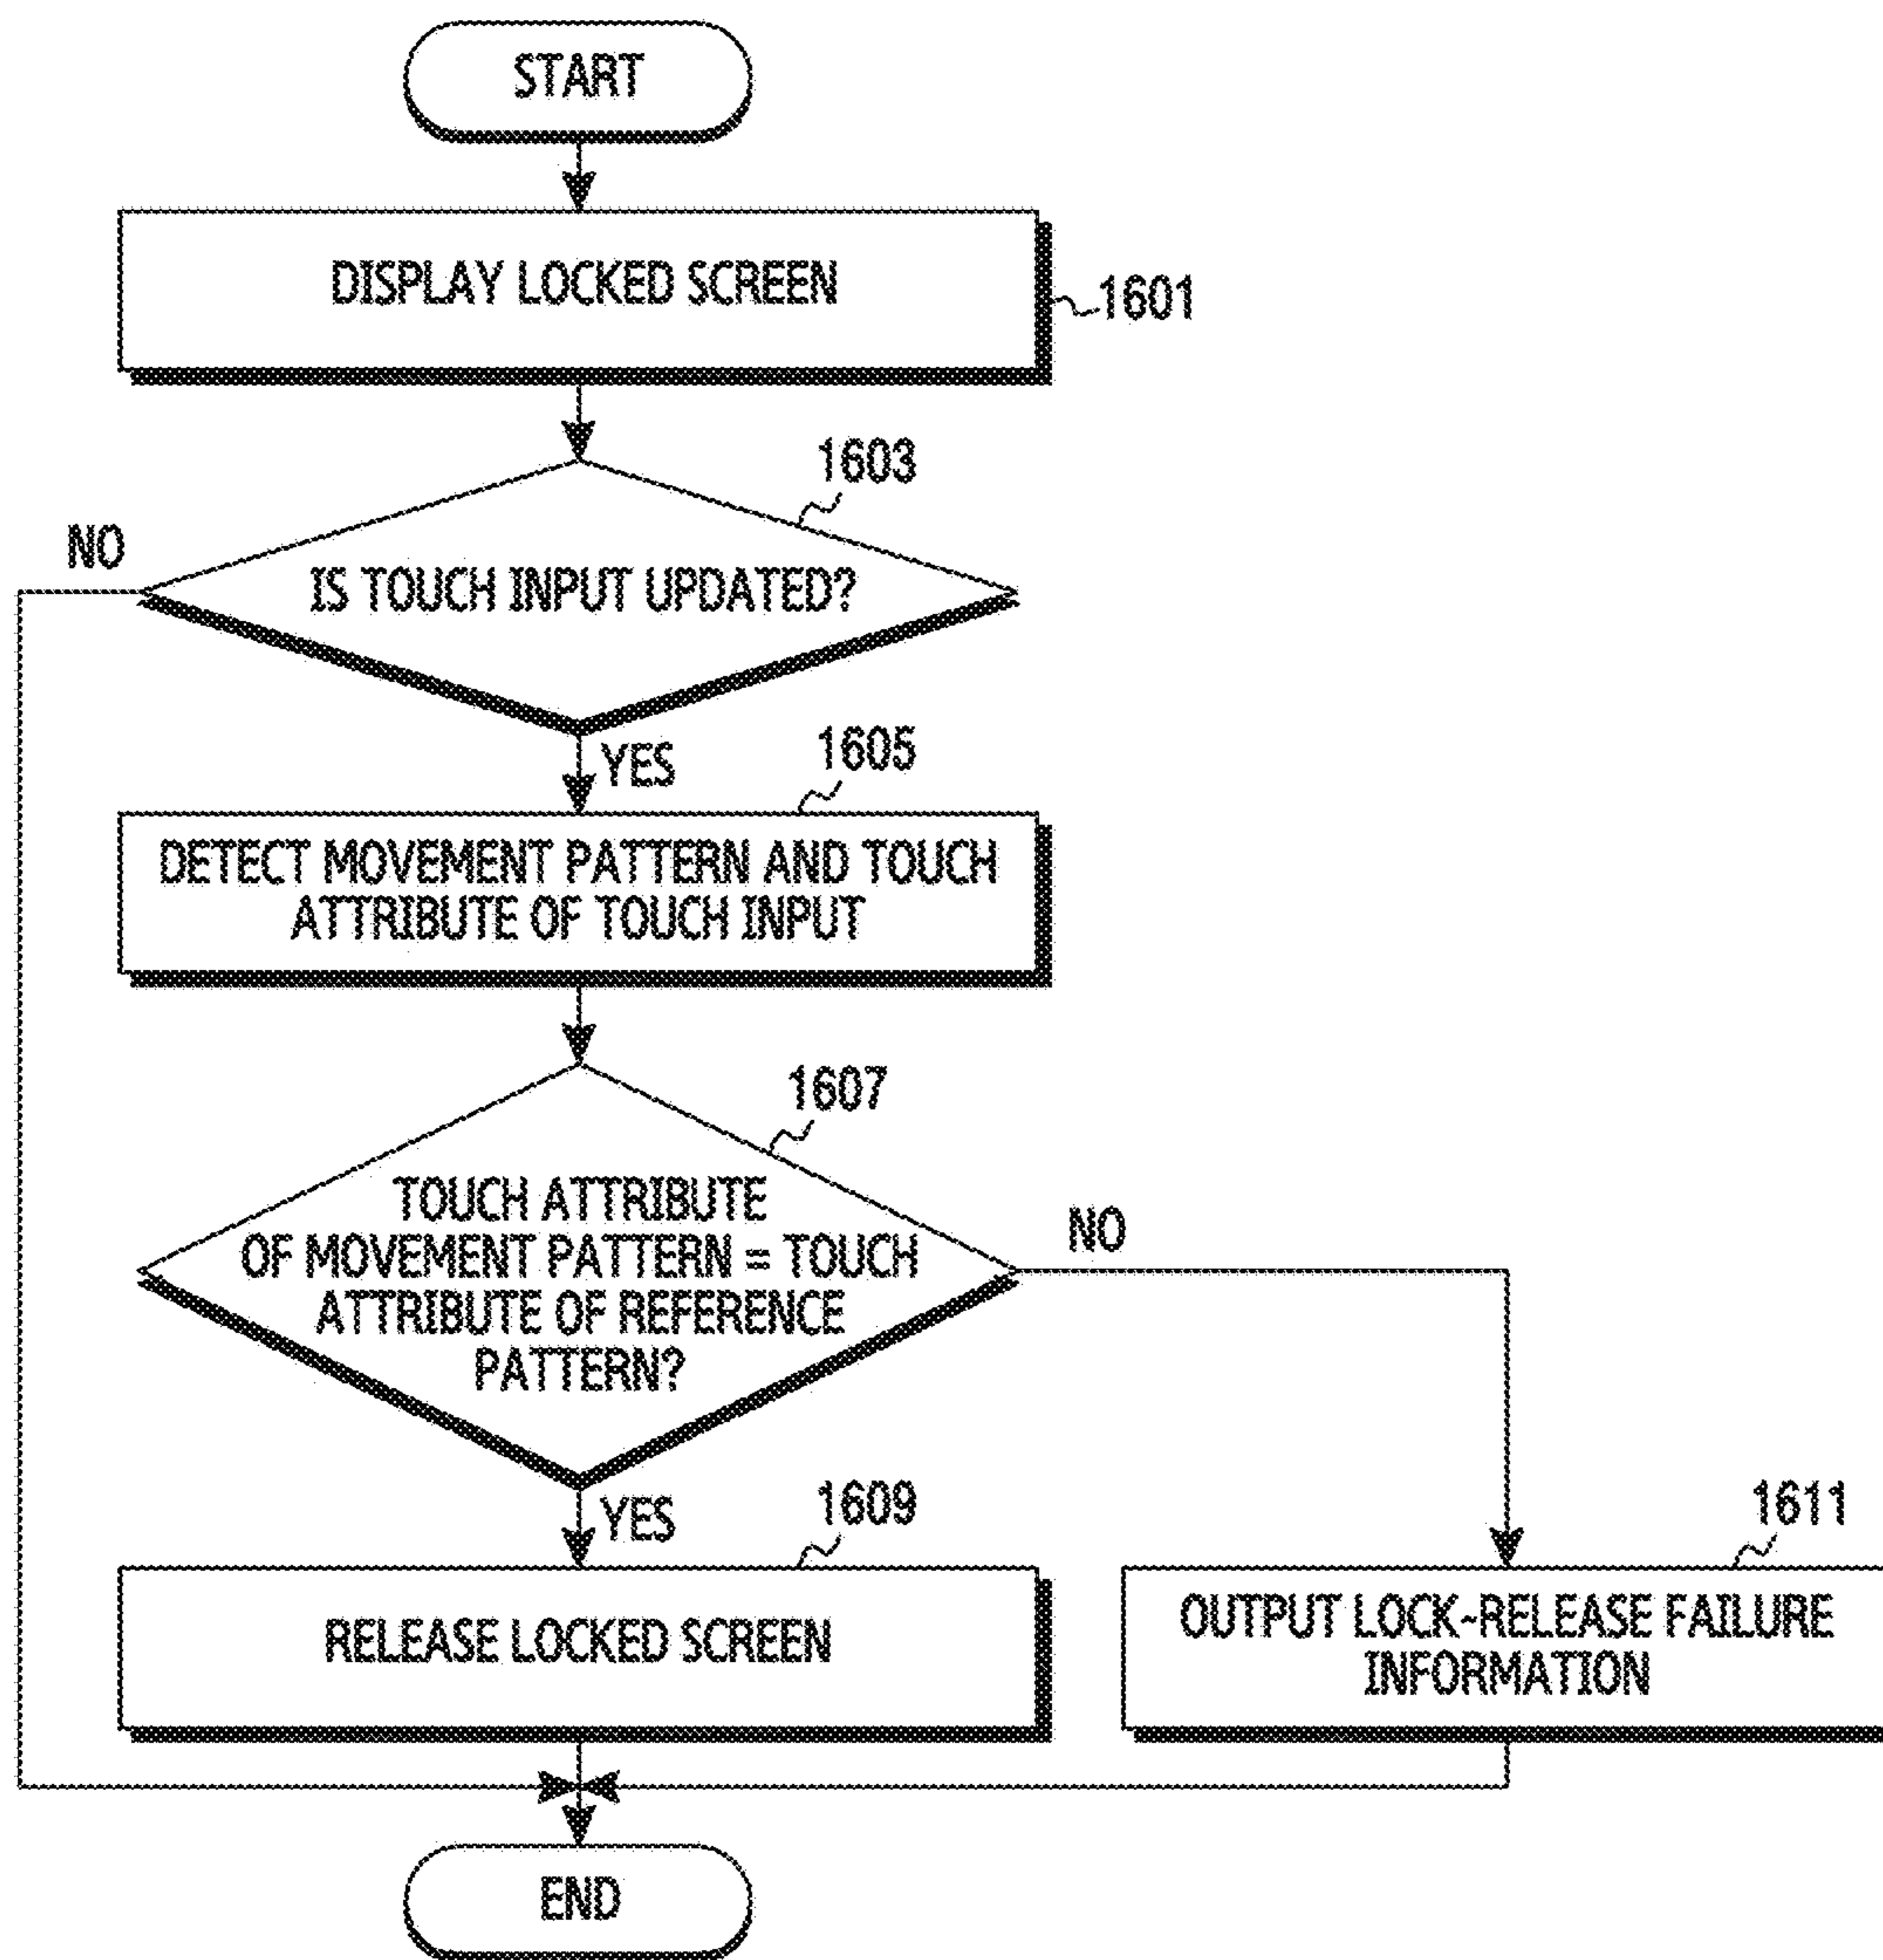 START
DISPLAY LOCKED SCREEN
1601
1603
NO
IS TOUCH INPUT UPDATED?
YES
1605
DETECT MOVEMENT PATTERN AND TOUCH
ATTRIBUTE OF TOUCH INPUT
1607
TOUCH ATTRIBUTE
OF MOVEMENT PATTERN = TOUCH
ATTRIBUTE OF REFERENCE
PATTERN?
NO
YES
1609
1611
RELEASE LOCKED SCREEN
OUTPUT LOCK-RELEASE FAILURE
INFORMATION
END